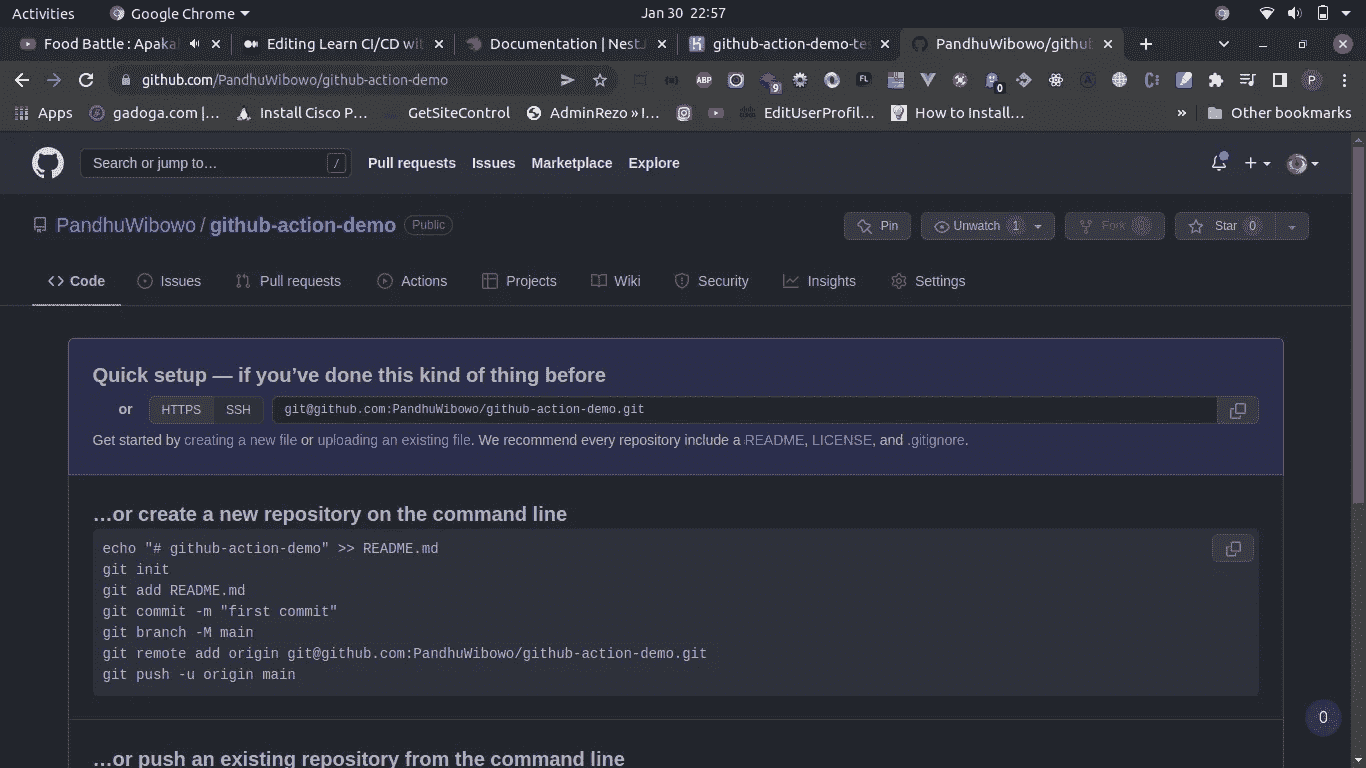 Activities Google Chrome Jan 30 22:57
Food Battle : Apaka Editing Learn CI/CD wit Documentation | NestJ github-action-demo-te PandhuWibowo/githu
github.com/PandhuWibowo/github-action-demo ABP 9 FL 0 P
Apps gadoga.com |... Install Cisco P... GetSiteControl AdminRezo » I... EditUserProfil... How to Install... » Other bookmarks
Search or jump to... / Pull requests Issues Marketplace Explore
PandhuWibowo / github-action-demo Public Pin Unwatch 1 Fork Star 0
Code Issues Pull requests Actions Projects Wiki Security Insights Settings
Quick setup — if you've done this kind of thing before
or HTTPS SSH git@github.com:PandhuWibowo/github-action-demo.git
Get started by creating a new file or uploading an existing file. We recommend every repository include a README, LICENSE, and .gitignore.
...or create a new repository on the command line
echo "# github-action-demo" >> README.md
git init
git add README.md
git commit -m "first commit"
git branch -M main
git remote add origin git@github.com:PandhuWibowo/github-action-demo.git
git push -u origin main
0
...or push an existing repository from the command line